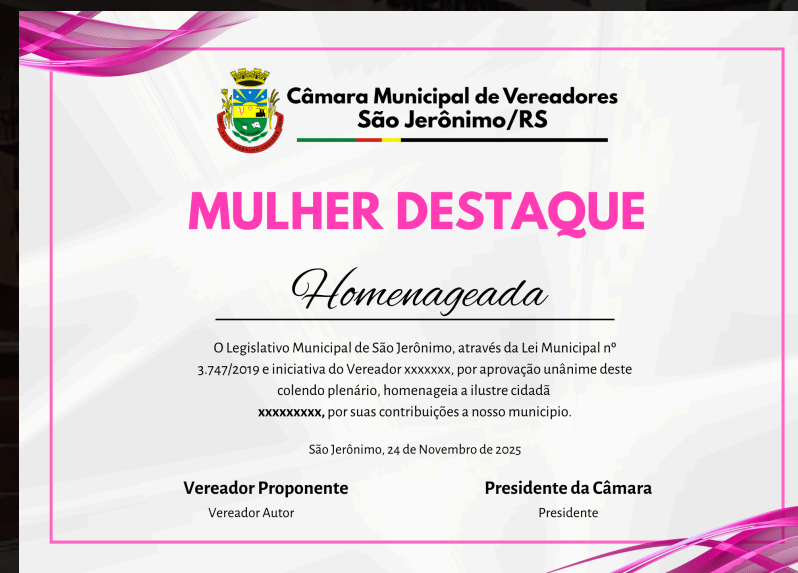 Câmara Municipal de Vereadores
São Jerônimo/RS
MULHER DESTAQUE
Homenageada
O Legislativo Municipal de São Jerônimo, através da Lei Municipal nº
3.747/2019 e iniciativa do Vereador xxxxxxx, por aprovação unânime deste
colendo plenário, homenageia a ilustre cidadã
xxxxxxxxx, por suas contribuições a nosso municipio.
São Jerônimo, 24 de Novembro de 2025
Vereador Proponente
Vereador Autor
Presidente da Câmara
Presidente